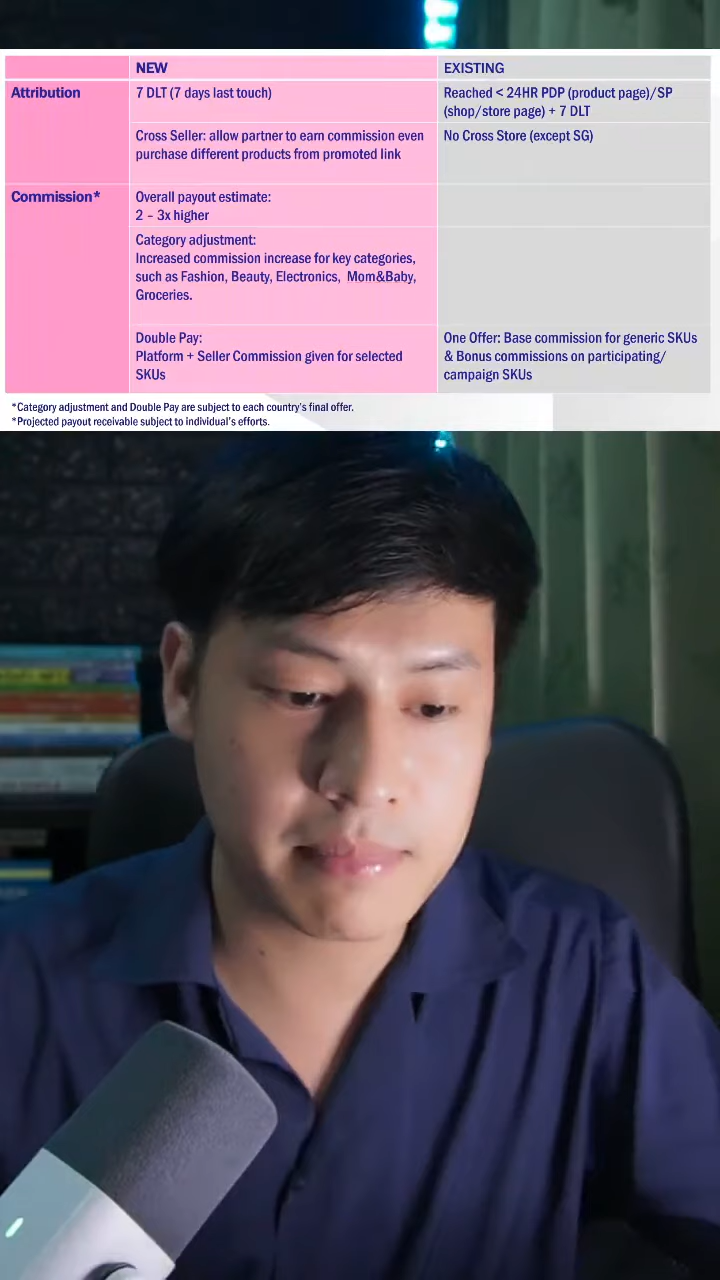 NEW EXISTING
Attribution 7 DLT (7 days last touch) Reached < 24HR PDP (product page)/SP
(shop/store page) + 7 DLT
Cross Seller: allow partner to earn commission even No Cross Store (except SG)
purchase different products from promoted link
Commission* Overall payout estimate:
2 – 3x higher
Category adjustment:
Increased commission increase for key categories,
such as Fashion, Beauty, Electronics, Mom&Baby,
Groceries.
Double Pay: One Offer: Base commission for generic SKUs
Platform + Seller Commission given for selected & Bonus commissions on participating/
SKUs campaign SKUs
*Category adjustment and Double Pay are subject to each country's final offer.
*Projected payout receivable subject to individual's efforts.